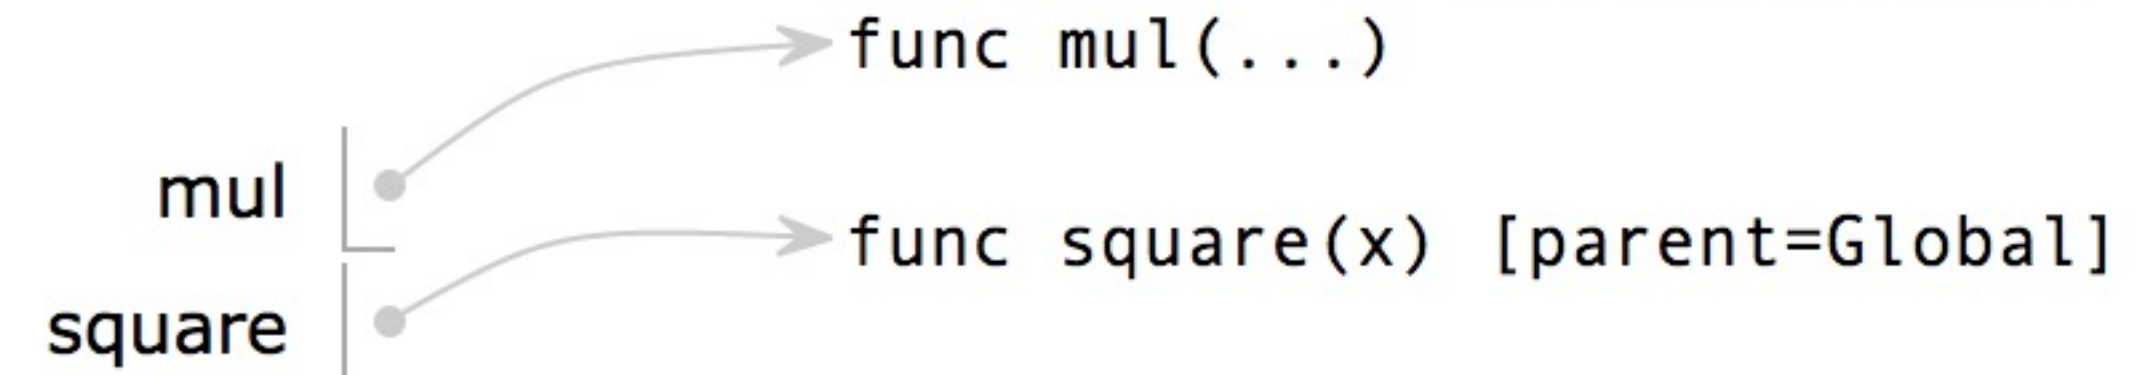 func mul(...)
mul
func square(x) [parent=Global]
square